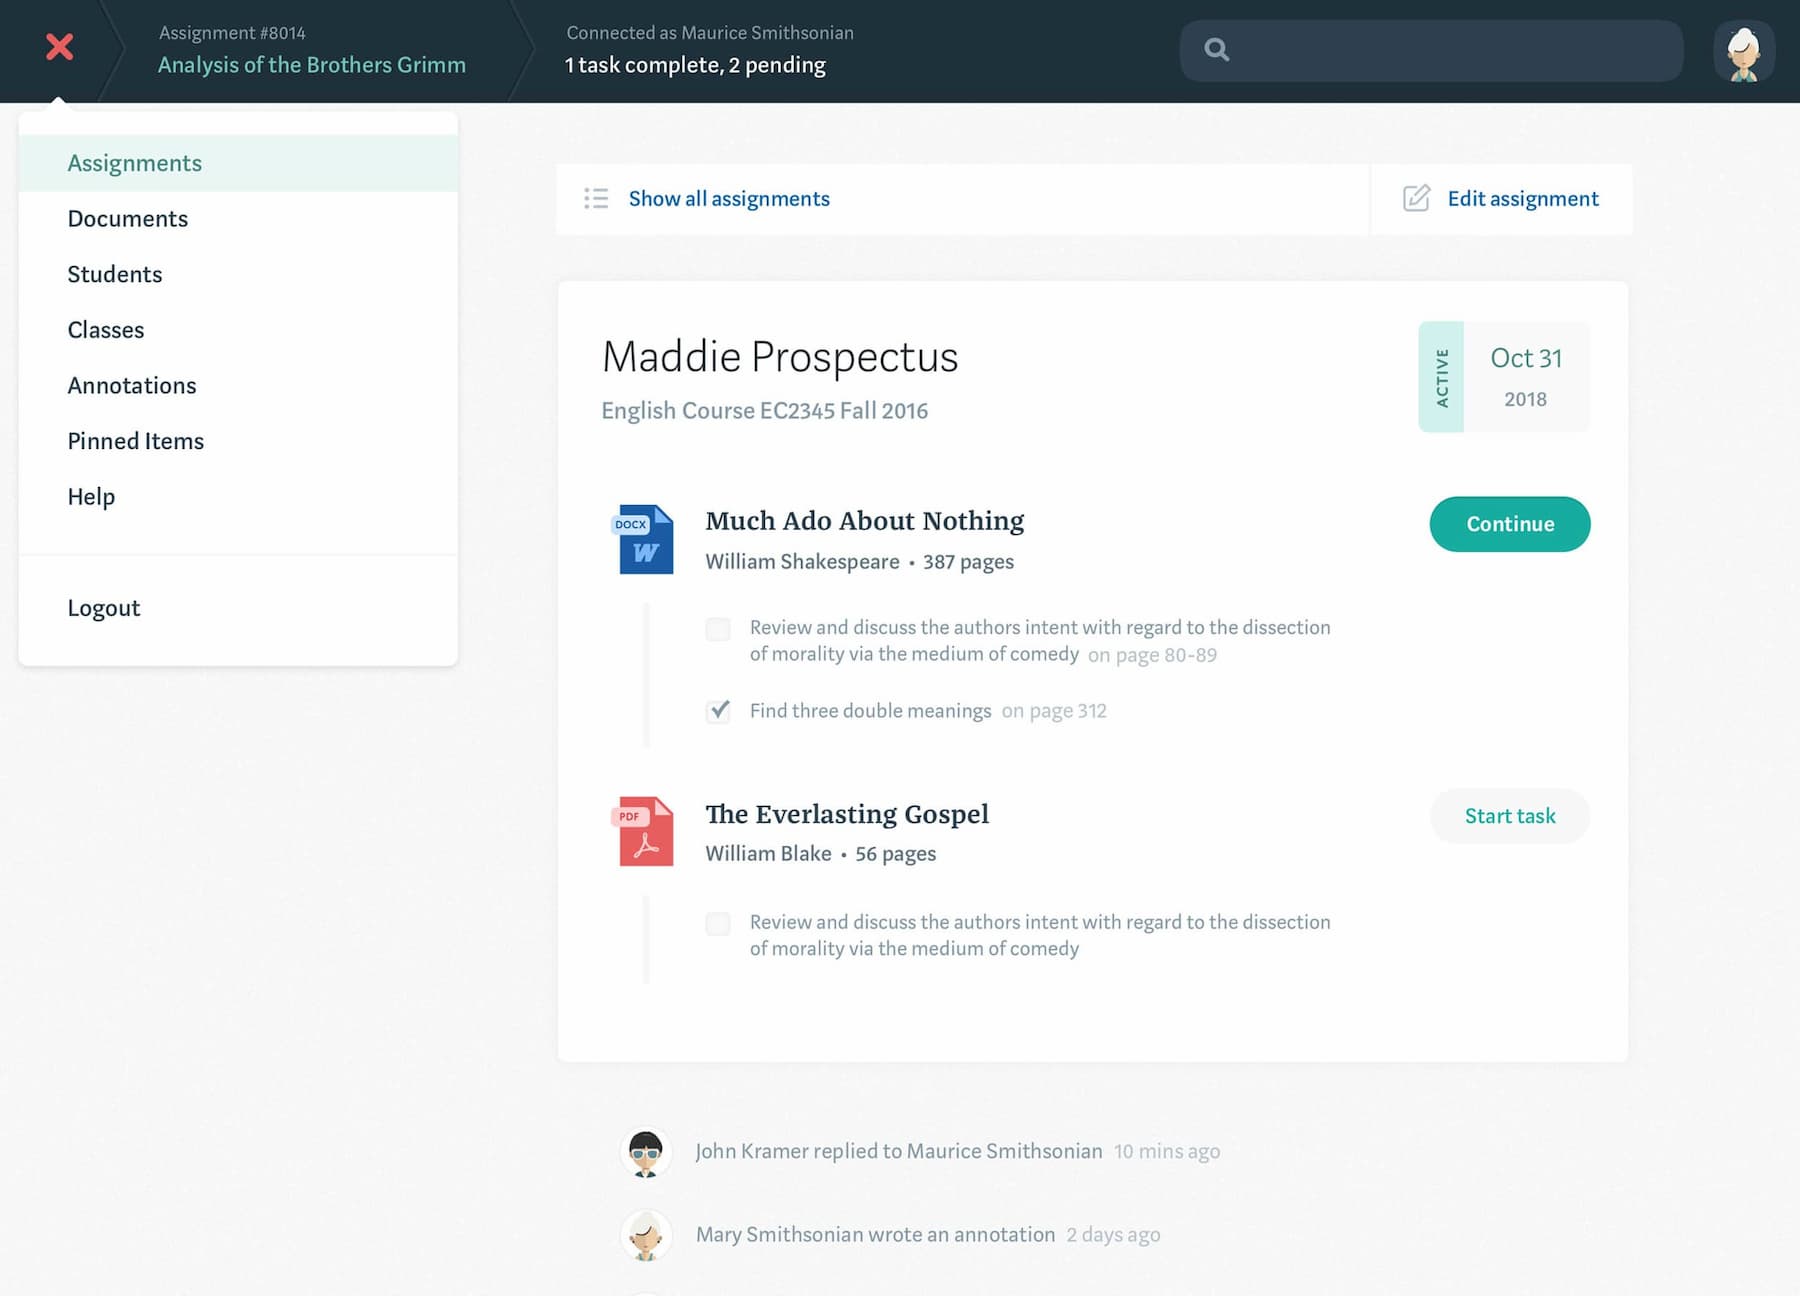 Assignment #8014
Analysis of the Brothers Grimm
Connected as Maurice Smithsonian
1 task complete, 2 pending
Assignments
Documents
Students
Classes
Annotations
Pinned Items
Help
Logout
Show all assignments
Edit assignment
Maddie Prospectus
English Course EC2345 Fall 2016
ACTIVE
Oct 31
2018
DOCX
W
Much Ado About Nothing
William Shakespeare • 387 pages
Continue
Review and discuss the authors intent with regard to the dissection
of morality via the medium of comedy on page 80-89
Find three double meanings on page 312
PDF
The Everlasting Gospel
William Blake • 56 pages
Start task
Review and discuss the authors intent with regard to the dissection
of morality via the medium of comedy
John Kramer replied to Maurice Smithsonian 10 mins ago
Mary Smithsonian wrote an annotation 2 days ago